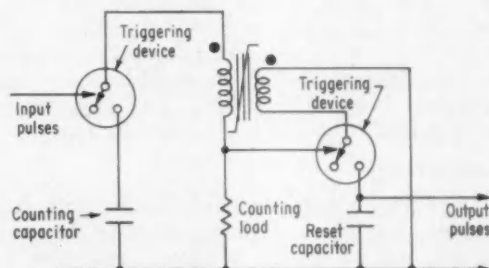 Triggering
device
Input
pulses
Counting
capacitor
Counting
load
Triggering
device
Reset
capacitor
Output
pulses